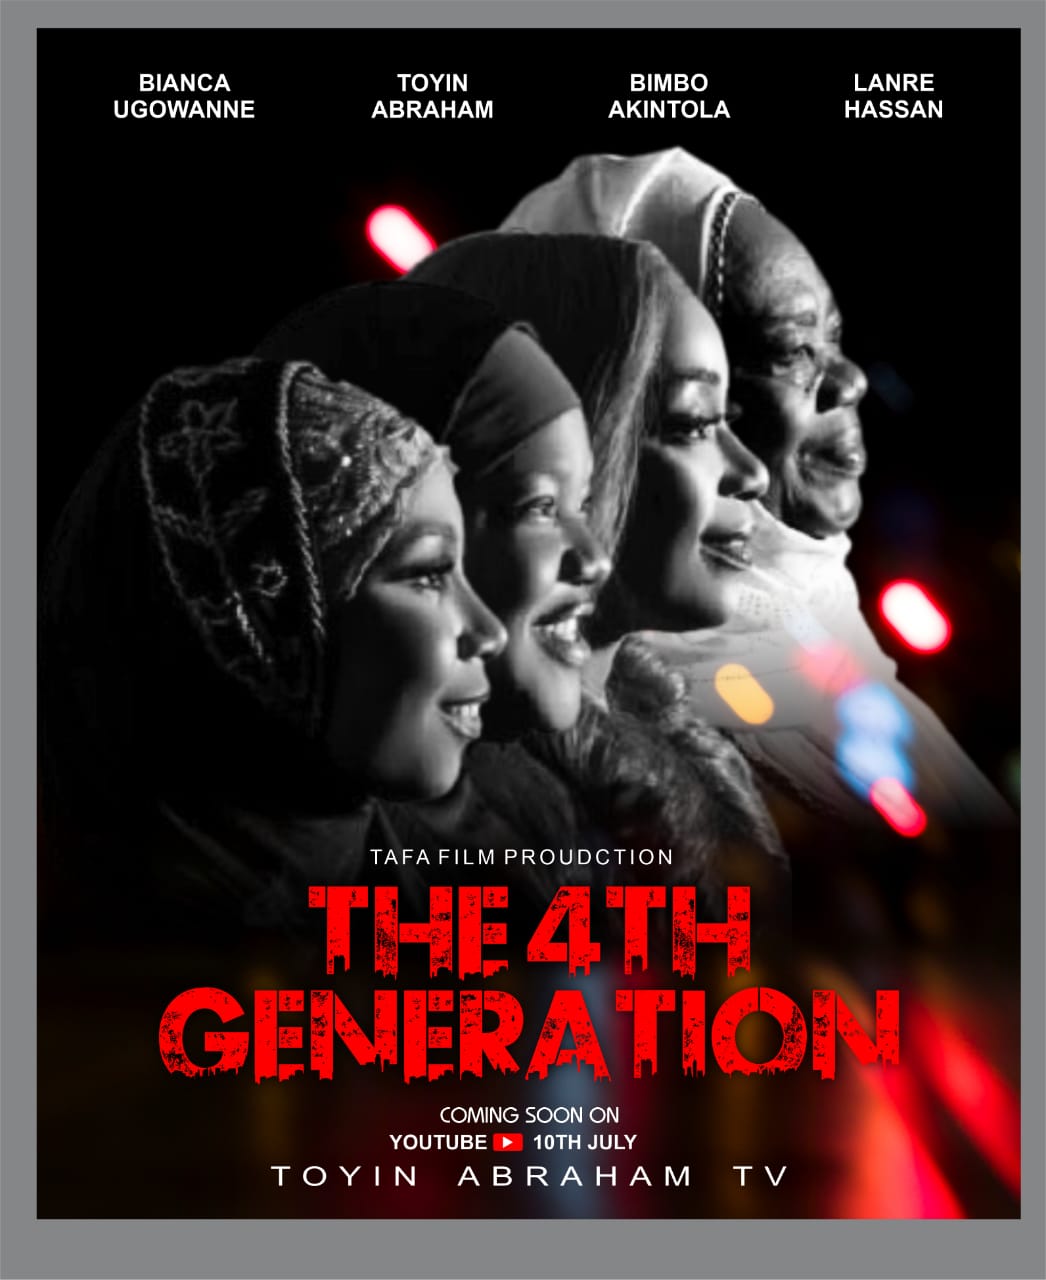 BIANCA UGOWANNE
TOYIN ABRAHAM
BIMBO AKINTOLA
LANRE HASSAN
TAFA FILM PROUDCTION
THE 4TH
GENERATION
COMING SOON ON
YOUTUBE 10TH JULY
TOYIN ABRAHAM TV